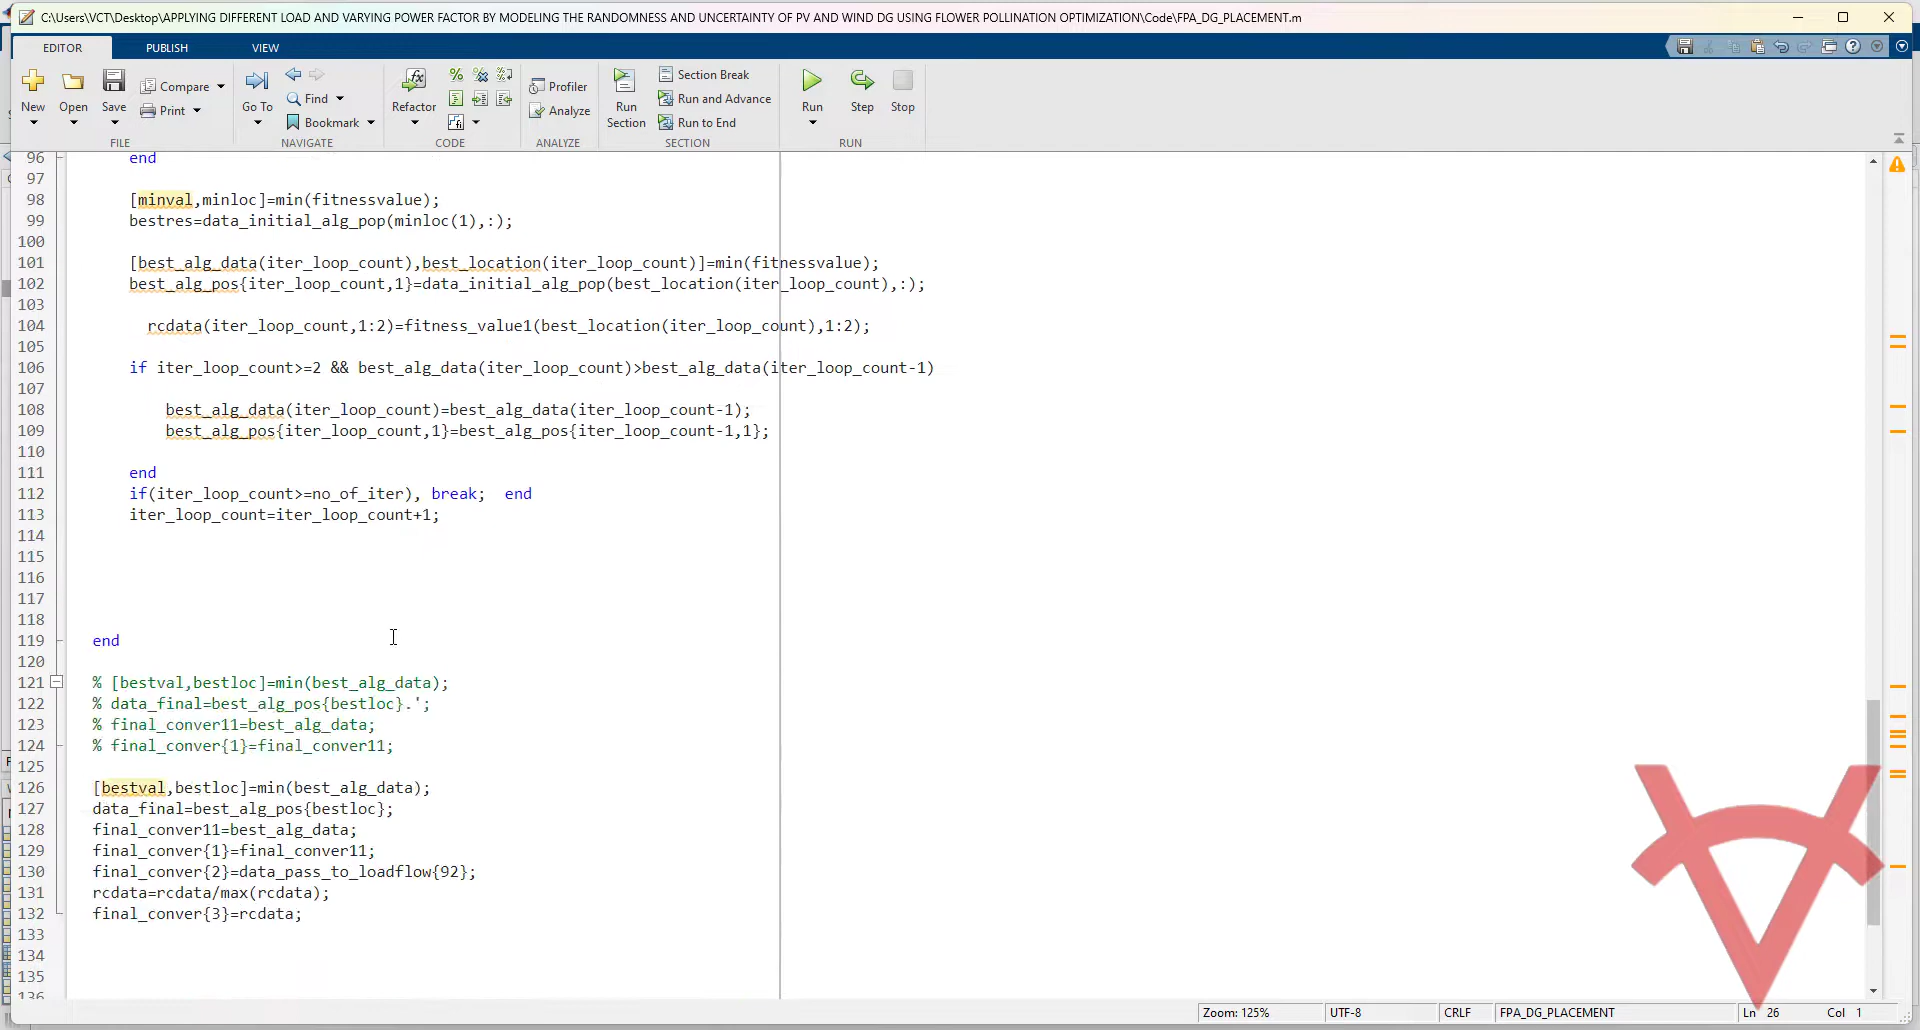 C:\Users\VCT\Desktop\APPLYING DIFFERENT LOAD AND VARYING POWER FACTOR BY MODELING THE RANDOMNESS AND UNCERTAINTY OF PV AND WIND DG USING FLOWER POLLINATION OPTIMIZATION\Code\FPA_DG_PLACEMENT.m
EDITOR PUBLISH VIEW
New Open Save Compare Print
Go To Find Bookmark
Refactor
Profiler Analyze
Run Section
Section Break
Run and Advance
Run to End
Run Step Stop
FILE NAVIGATE CODE ANALYZE SECTION RUN
96 end
97
98 [minval,minloc]=min(fitnessvalue);
99 bestres=data_initial_alg_pop(minloc(1),:);
100
101 [best_alg_data(iter_loop_count),best_location(iter_loop_count)]=min(fitnessvalue);
102 best_alg_pos{iter_loop_count,1}=data_initial_alg_pop(best_location(iter_loop_count),:);
103
104 rcdata(iter_loop_count,1:2)=fitness_value1(best_location(iter_loop_count),1:2);
105
106 if iter_loop_count>=2 && best_alg_data(iter_loop_count)>best_alg_data(iter_loop_count-1)
107
108 best_alg_data(iter_loop_count)=best_alg_data(iter_loop_count-1);
109 best_alg_pos{iter_loop_count,1}=best_alg_pos{iter_loop_count-1,1};
110
111 end
112 if(iter_loop_count>=no_of_iter), break; end
113 iter_loop_count=iter_loop_count+1;
114
115
116
117
118
119 end
120
121 % [bestval,bestloc]=min(best_alg_data);
122 % data_final=best_alg_pos{bestloc}.';
123 % final_conver11=best_alg_data;
124 % final_conver{1}=final_conver11;
125
126 [bestval,bestloc]=min(best_alg_data);
127 data_final=best_alg_pos{bestloc};
128 final_conver11=best_alg_data;
129 final_conver{1}=final_conver11;
130 final_conver{2}=data_pass_to_loadflow{92};
131 rcdata=rcdata/max(rcdata);
132 final_conver{3}=rcdata;
133
134
135
136
Zoom: 125% UTF-8 CRLF FPA_DG_PLACEMENT Ln 26 Col 1